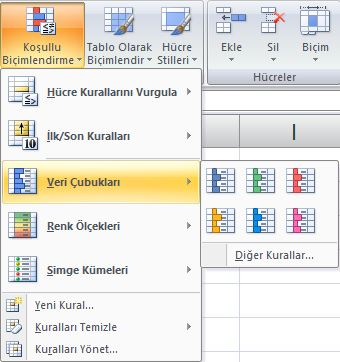 Koşullu
Biçimlendirme
Tablo Olarak
Biçimlendir
Hücre
Stilleri
Ekle
Sil
Biçim
Hücreler
Hücre Kurallarını Vurgula
10
İlk/Son Kuralları
I
Veri Çubukları
Renk Ölçekleri
Diğer Kurallar...
Simge Kümeleri
Yeni Kural...
Kuralları Temizle
Kuralları Yönet...